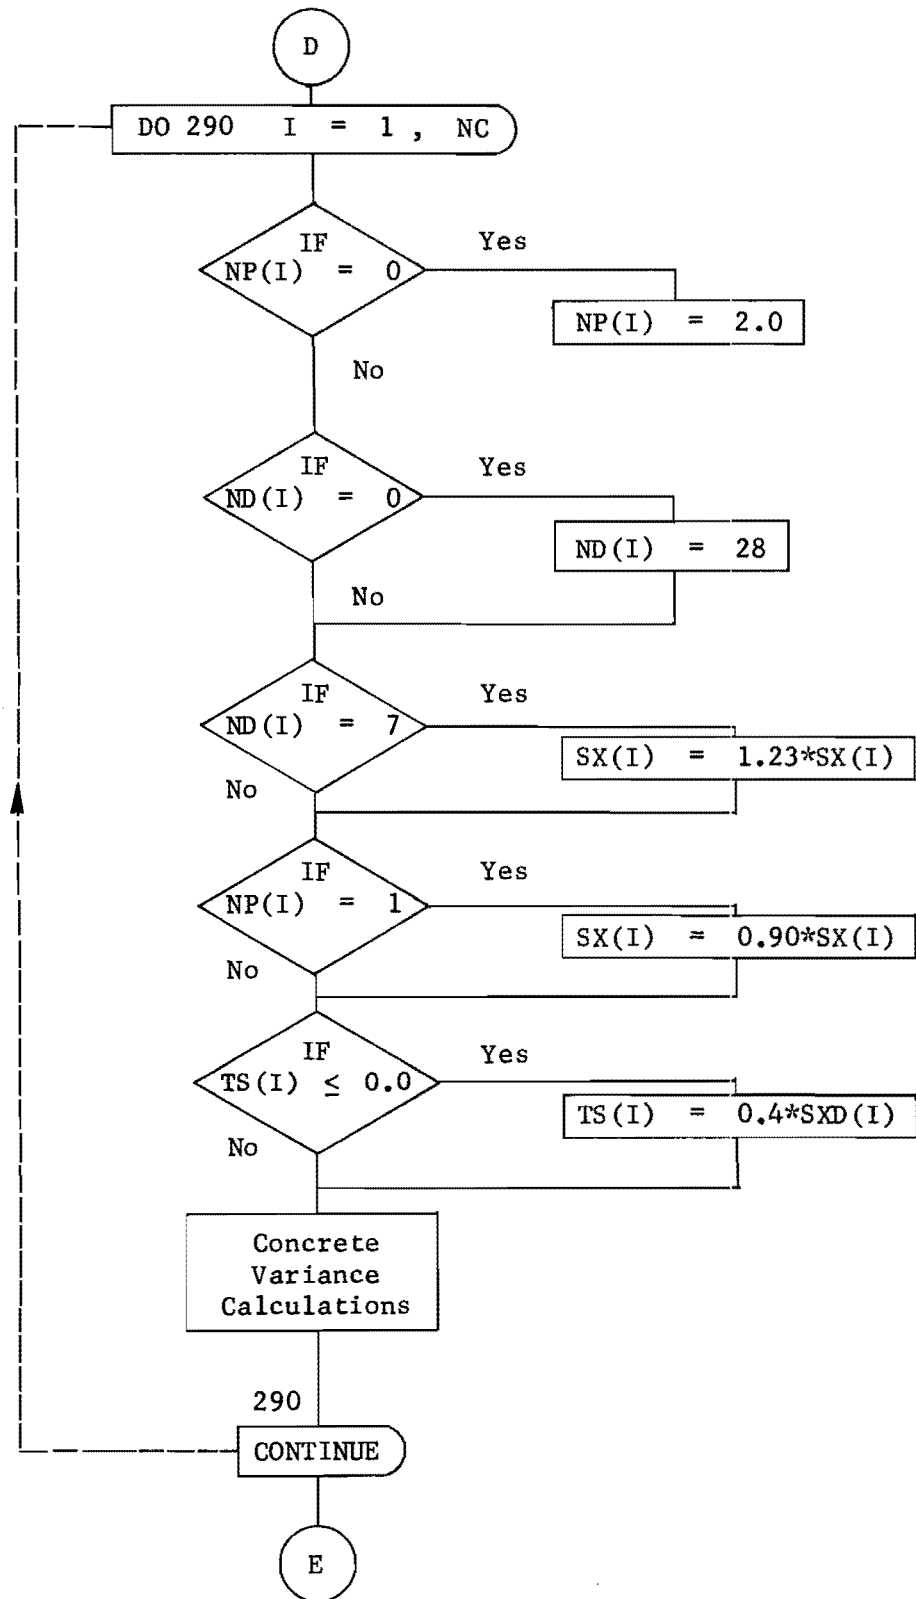 D
DO 290 I = 1 , NC
IF
NP(I) = 0
Yes
NP(I) = 2.0
No
IF
ND(I) = 0
Yes
ND(I) = 28
No
IF
ND(I) = 7
Yes
SX(I) = 1.23*SX(I)
No
IF
NP(I) = 1
Yes
SX(I) = 0.90*SX(I)
No
IF
TS(I) ≤ 0.0
Yes
TS(I) = 0.4*SXD(I)
No
Concrete
Variance
Calculations
290
CONTINUE
E